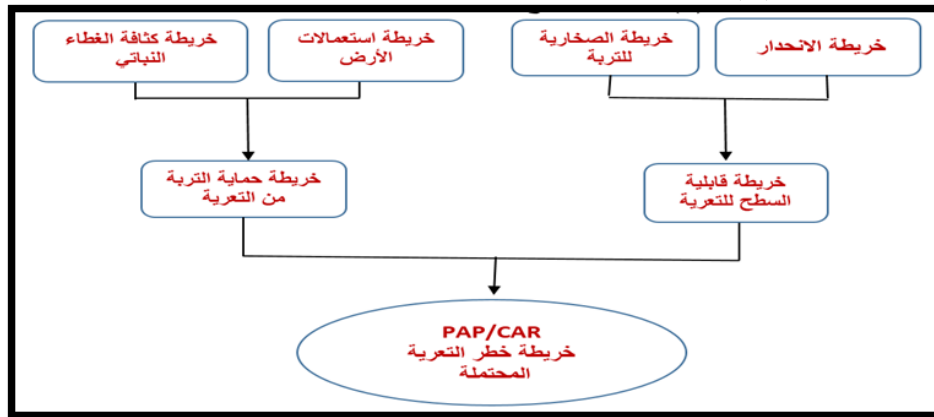 خريطة الانحدار
خريطة الصخارية
للتربة
خريطة استعمالات
الأرض
خريطة كثافة الغطاء
النباتي
خريطة قابلية
السطح للتعرية
خريطة حماية التربة
من التعرية
PAP/CAR
خريطة خطر التعرية
المحتملة